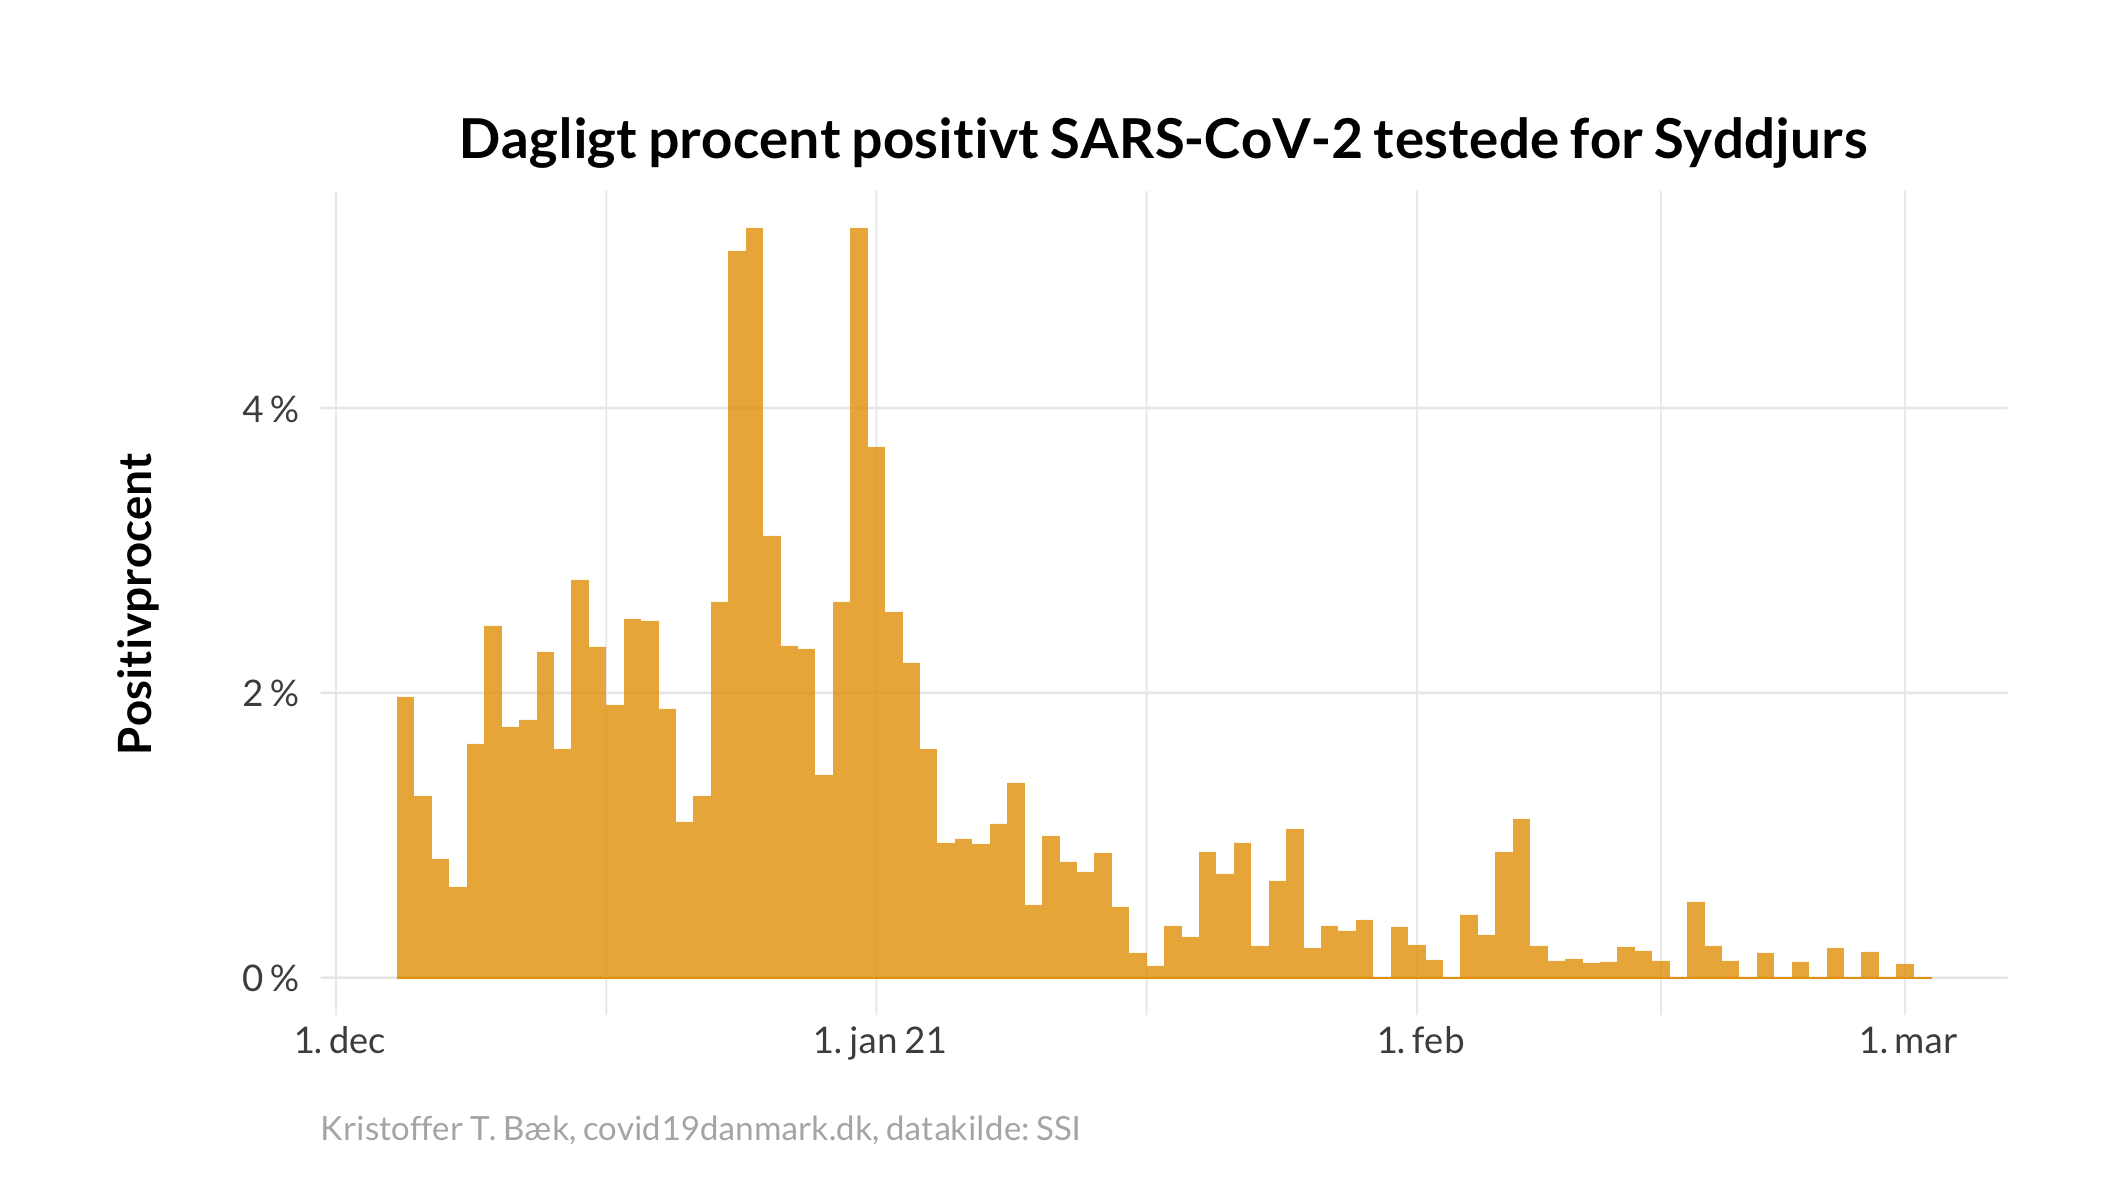 Dagligt procent positivt SARS-CoV-2 testede for Syddjurs
Positivprocent
4 %
2 %
0 %
1. dec
1. jan 21
1. feb
1. mar
Kristoffer T. Bæk, covid19danmark.dk, datakilde: SSI